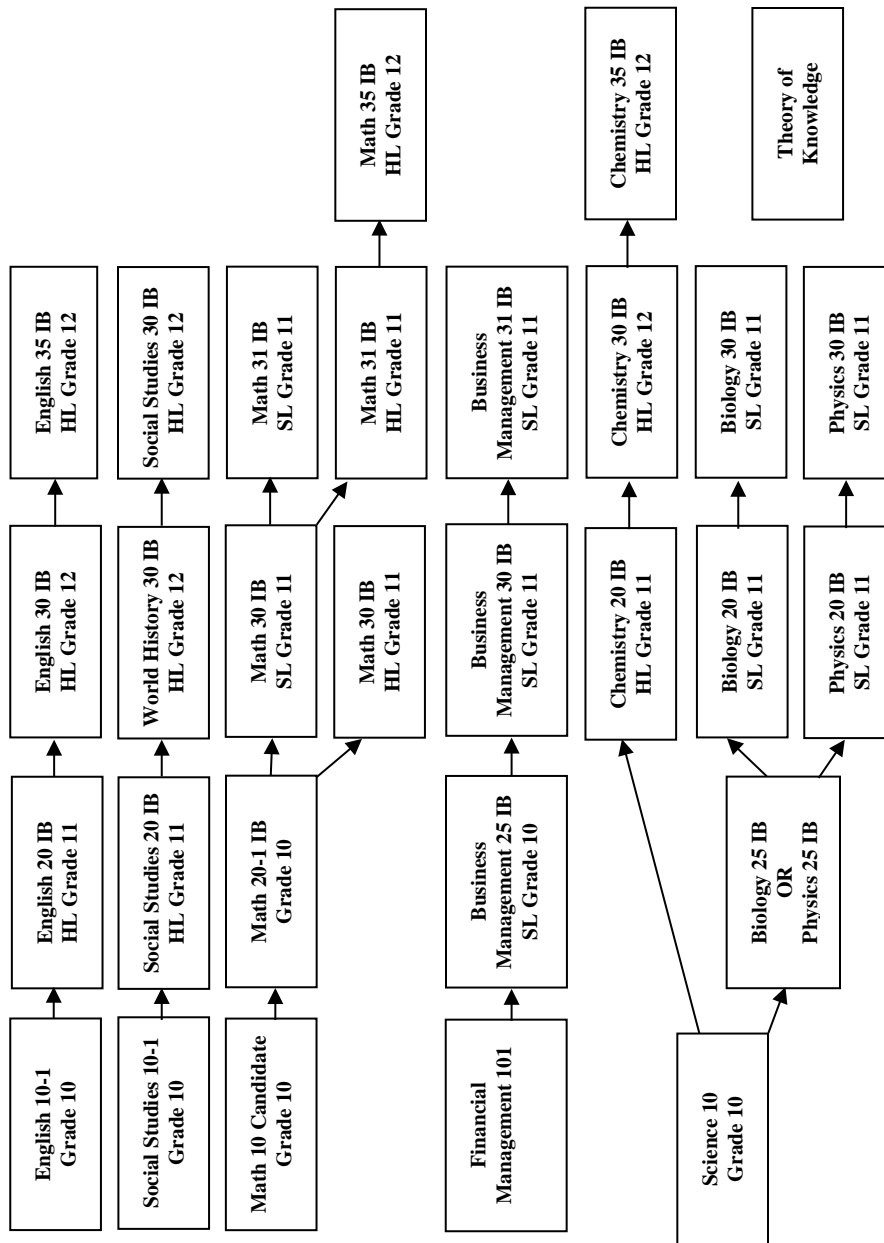 English 10-1
Grade 10
English 20 IB
HL Grade 11
English 30 IB
HL Grade 12
English 35 IB
HL Grade 12
Social Studies 10-1
Grade 10
Social Studies 20 IB
HL Grade 11
World History 30 IB
HL Grade 12
Social Studies 30 IB
HL Grade 12
Math 10 Candidate
Grade 10
Math 20-1 IB
Grade 10
Math 30 IB
SL Grade 11
Math 31 IB
SL Grade 11
Math 30 IB
HL Grade 11
Math 31 IB
HL Grade 11
Math 35 IB
HL Grade 12
Financial
Management 101
Business
Management 25 IB
SL Grade 10
Business
Management 30 IB
SL Grade 11
Business
Management 31 IB
SL Grade 11
Science 10
Grade 10
Chemistry 20 IB
HL Grade 11
Chemistry 30 IB
HL Grade 12
Chemistry 35 IB
HL Grade 12
Biology 25 IB
OR
Physics 25 IB
Biology 20 IB
SL Grade 11
Biology 30 IB
SL Grade 11
Physics 20 IB
SL Grade 11
Physics 30 IB
SL Grade 11
Theory of
Knowledge